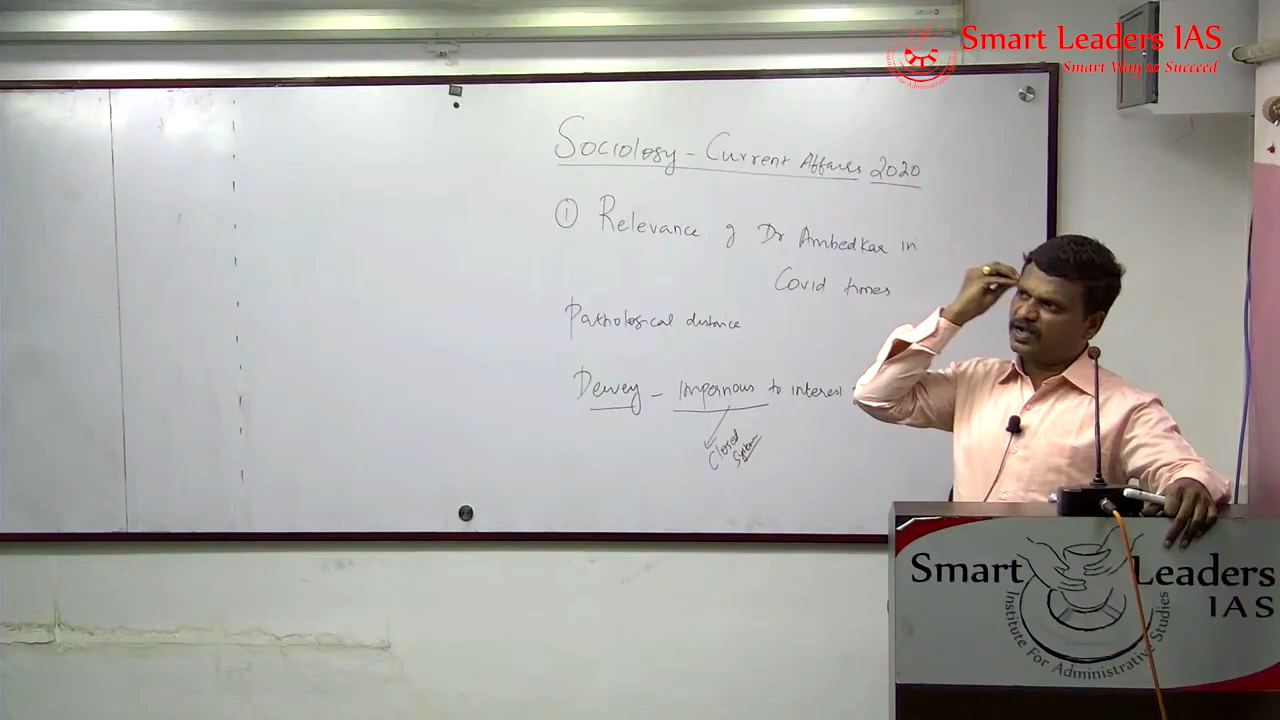 Smart Leaders IAS
Smart Way to Succeed
Sociology - Current Affairs 2020
① Relevance of Dr Ambedkar in
Covid times
Pathological distance
Dewey - Impervious to interest
Closed
System
Smart Leaders
IAS
Institute For Administrative Studies